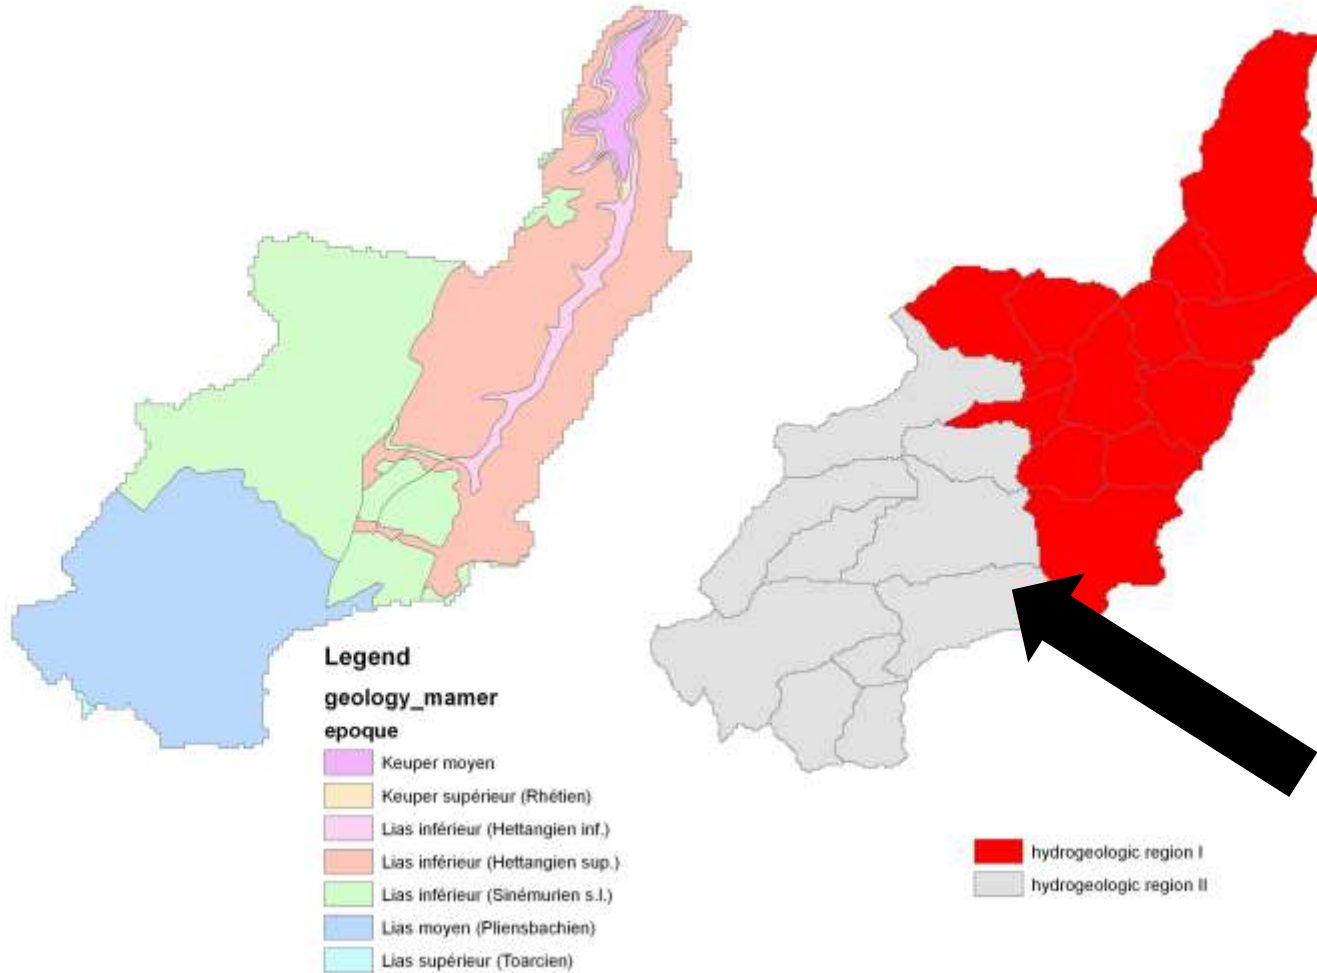 Legend
geology_mamer
epoque
Keuper moyen
Keuper supérieur (Rhétien)
Lias inférieur (Hettangien inf.)
Lias inférieur (Hettangien sup.)
Lias inférieur (Sinémurien s.l.)
Lias moyen (Pliensbachien)
Lias supérieur (Toarcien)
hydrogeologic region I
hydrogeologic region II